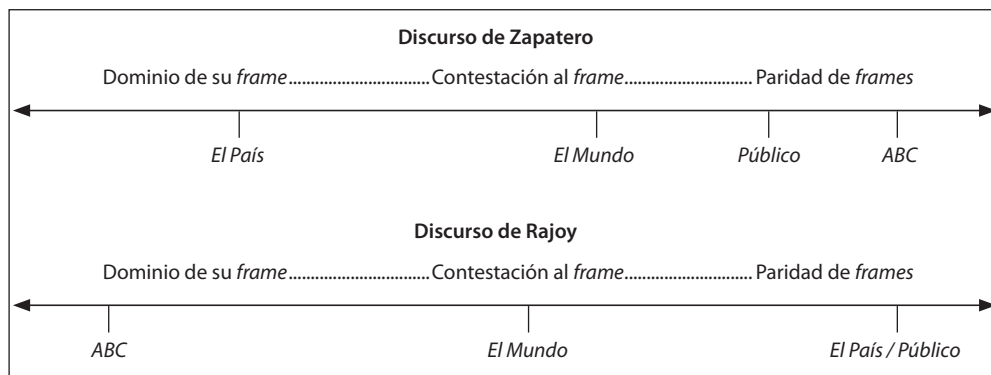 Discurso de Zapatero
Dominio de su frame.................................Contestación al frame.............................. Paridad de frames
El País El Mundo Público ABC
Discurso de Rajoy
Dominio de su frame.................................Contestación al frame.............................. Paridad de frames
ABC El Mundo El País / Público